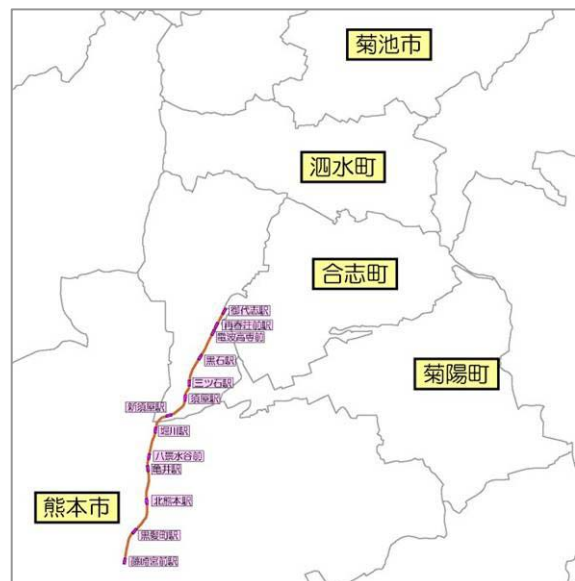 菊池市
泗水町
合志町
御代志駅
再春荘前駅
電波高専前
菊陽町
黒石駅
三ツ石駅
須屋駅
新須屋駅
堀川駅
八景水谷前
亀井駅
北熊本駅
熊本市
黒髪町駅
藤崎宮前駅